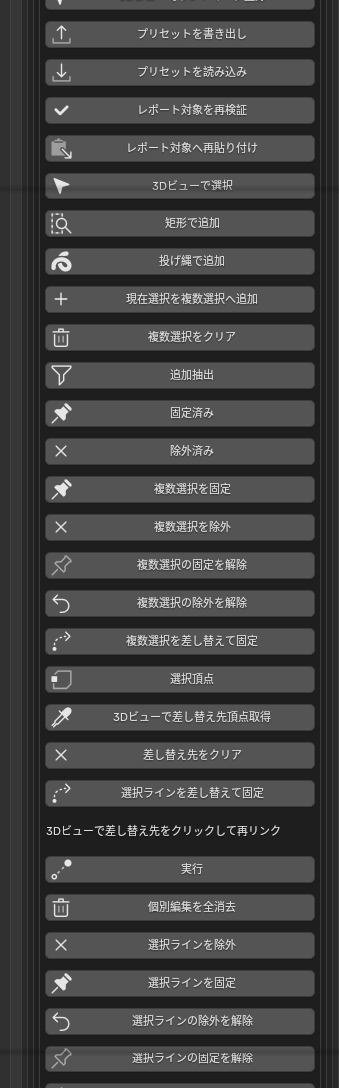 プリセットを書き出し
プリセットを読み込み
レポート対象を再検証
レポート対象へ再貼り付け
3Dビューで選択
矩形で追加
投げ縄で追加
現在選択を複数選択へ追加
複数選択をクリア
追加抽出
固定済み
除外済み
複数選択を固定
複数選択を除外
複数選択の固定を解除
複数選択の除外を解除
複数選択を差し替えて固定
選択頂点
3Dビューで差し替え先頂点取得
差し替え先をクリア
選択ラインを差し替えて固定
3Dビューで差し替え先をクリックして再リンク
実行
個別編集を全消去
選択ラインを除外
選択ラインを固定
選択ラインの除外を解除
選択ラインの固定を解除